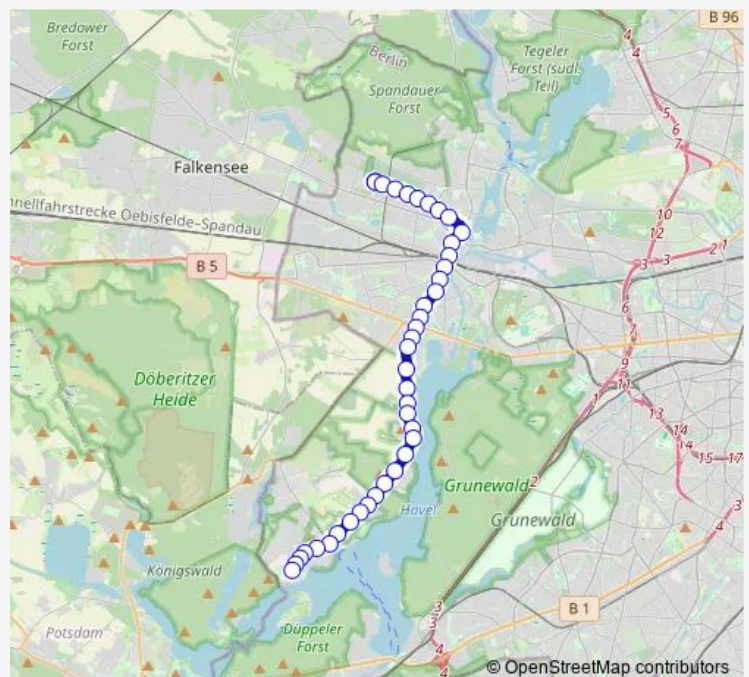 Bredower
Forst
Berlin
Spandauer
Forst
Tegeler
Forst (südl.
Teil)
B 96
4
4
5
6
7
Falkensee
hnellfahrstrecke Oebisfelde–Spandau
10
12
3
3
2
1
B 5
6
7
9
11
1
13
14
14
15
17
Döberitzer
Heide
2
Grunewald
Grunewald
Havel
4
3
Königswald
B 1
3
3
4
4
Potsdam
Düppeler
Forst
© OpenStreetMap contributors